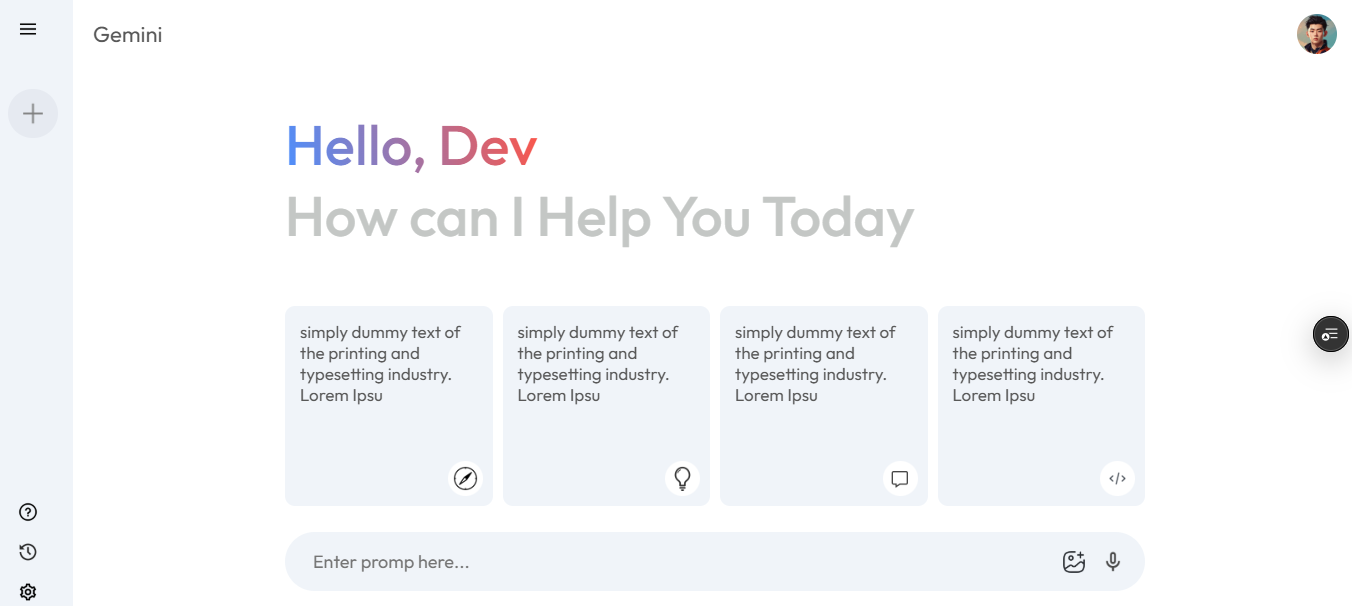 Gemini
Hello, Dev
How can I Help You Today
simply dummy text of
the printing and
typesetting industry.
Lorem Ipsu
simply dummy text of
the printing and
typesetting industry.
Lorem Ipsu
simply dummy text of
the printing and
typesetting industry.
Lorem Ipsu
simply dummy text of
the printing and
typesetting industry.
Lorem Ipsu
Enter promp here...